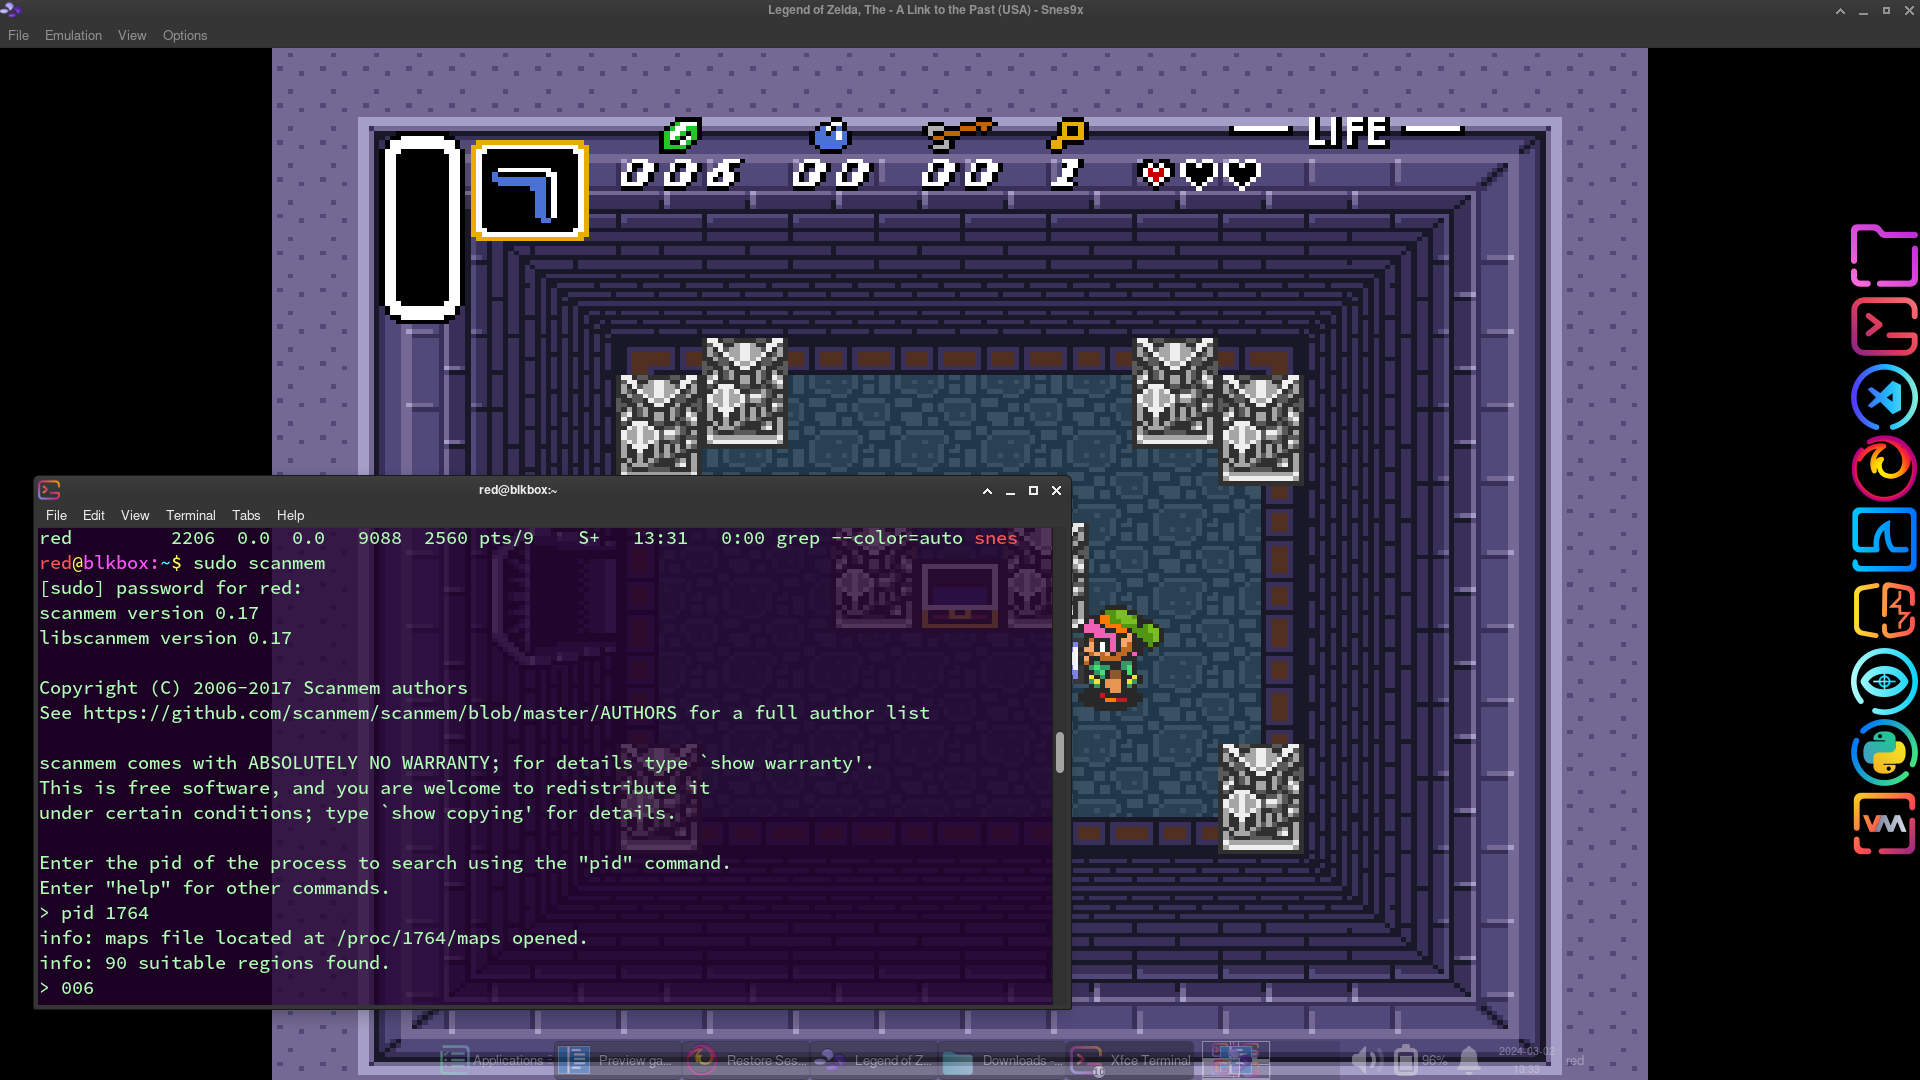 Legend of Zelda, The - A Link to the Past (USA) - Snes9x
File Emulation View Options
LIFE
006 00 00 1
red@blkbox:~
File Edit View Terminal Tabs Help
red 2206 0.0 0.0 9088 2560 pts/9 S+ 13:31 0:00 grep --color=auto snes
red@blkbox:~$ sudo scanmem
[sudo] password for red:
scanmem version 0.17
libscanmem version 0.17
Copyright (C) 2006-2017 Scanmem authors
See https://github.com/scanmem/scanmem/blob/master/AUTHORS for a full author list
scanmem comes with ABSOLUTELY NO WARRANTY; for details type `show warranty'.
This is free software, and you are welcome to redistribute it
under certain conditions; type `show copying' for details.
Enter the pid of the process to search using the "pid" command.
Enter "help" for other commands.
> pid 1764
info: maps file located at /proc/1764/maps opened.
info: 90 suitable regions found.
> 006
VM
Applications Preview ga... Restore Ses... Legend of Z... Downloads -... Xfce Terminal 96% 2024-03-02 red
10 13:33